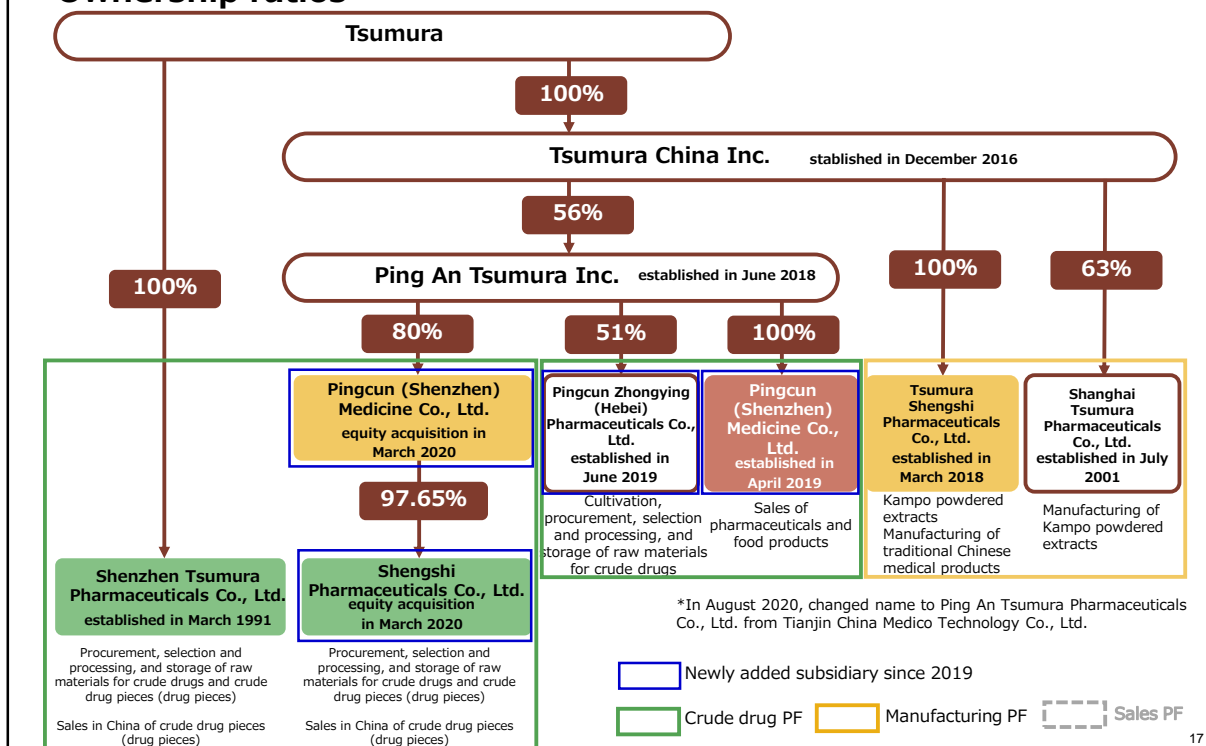 Tsumura
100%
Tsumura China Inc. stablished in December 2016
56%
Ping An Tsumura Inc. established in June 2018
100%
100%
63%
80%
51%
100%
Pingcun (Shenzhen)
Medicine Co., Ltd.
equity acquisition in
March 2020
Pingcun Zhongying
(Hebei)
Pharmaceuticals Co.,
Ltd.
established in
June 2019
Pingcun
(Shenzhen)
Medicine Co.,
Ltd.
established in
April 2019
Tsumura
Shengshi
Pharmaceuticals
Co., Ltd.
established in
March 2018
Shanghai
Tsumura
Pharmaceuticals
Co., Ltd.
established in July
2001
97.65%
Cultivation,
procurement, selection
and processing, and
storage of raw materials
for crude drugs
Sales of
pharmaceuticals and
food products
Kampo powdered
extracts
Manufacturing of
traditional Chinese
medical products
Manufacturing of
Kampo powdered
extracts
Shenzhen Tsumura
Pharmaceuticals Co., Ltd.
established in March 1991
Shengshi
Pharmaceuticals Co., Ltd.
equity acquisition
in March 2020
Procurement, selection and
processing, and storage of raw
materials for crude drugs and crude
drug pieces (drug pieces)
Sales in China of crude drug pieces
(drug pieces)
Procurement, selection and
processing, and storage of raw
materials for crude drugs and crude
drug pieces (drug pieces)
Sales in China of crude drug pieces
(drug pieces)
*In August 2020, changed name to Ping An Tsumura Pharmaceuticals
Co., Ltd. from Tianjin China Medico Technology Co., Ltd.
Newly added subsidiary since 2019
Crude drug PF
Manufacturing PF
Sales PF
17